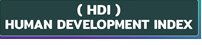 ( HDI )
HUMAN DEVELOPMENT INDEX